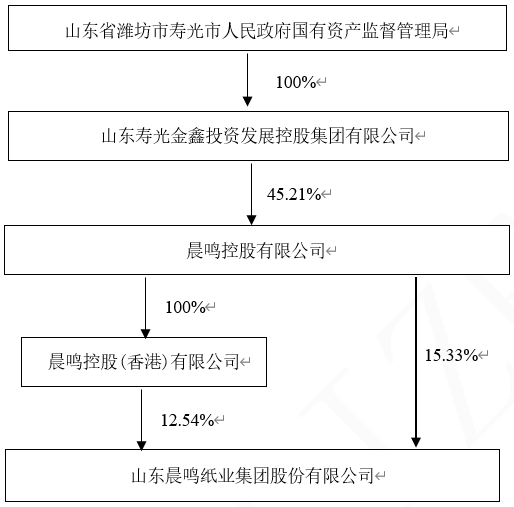 山东省潍坊市寿光市人民政府国有资产监督管理局
100%
山东寿光金鑫投资发展控股集团有限公司
45.21%
晨鸣控股有限公司
100%
晨鸣控股(香港)有限公司
15.33%
12.54%
山东晨鸣纸业集团股份有限公司